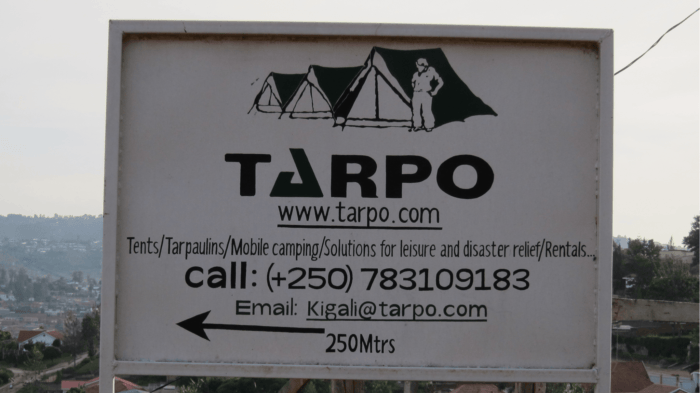 TARPO
www.tarpo.com
Tents/Tarpaulins/Mobile camping/Solutions for leisure and disaster relief/Rentals...
call: (+250) 783109183
Email: Kigali@tarpo.com
250Mtrs